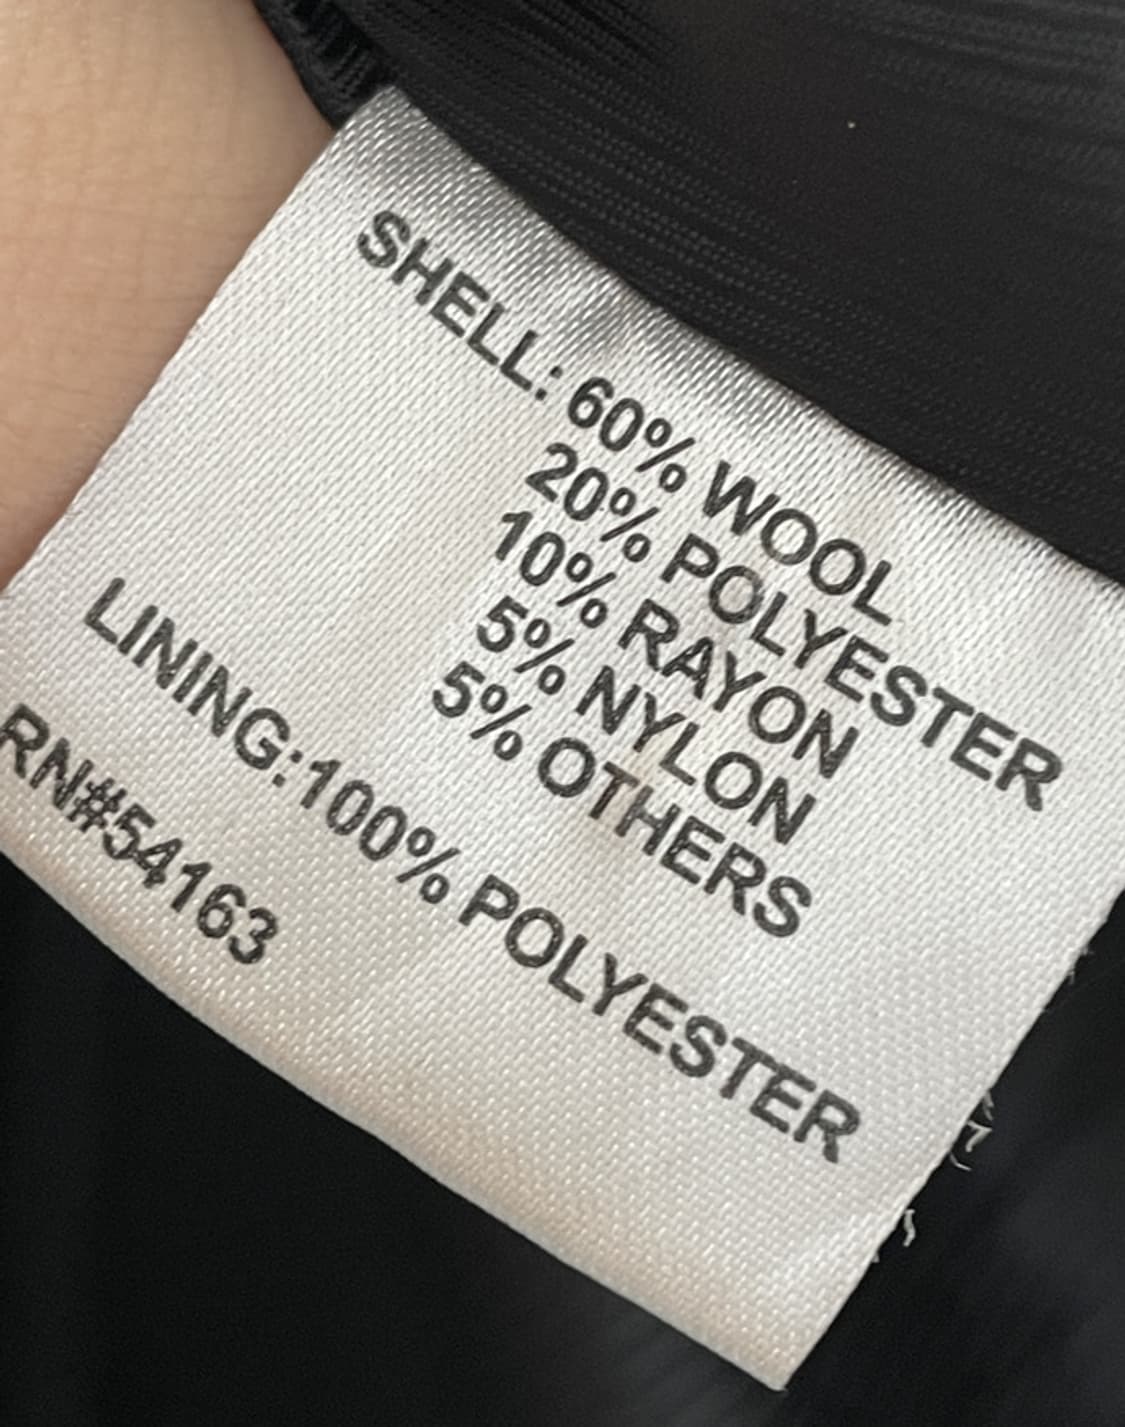 SHELL: 60% WOOL
20% POLYESTER
10% RAYON
5% NYLON
5% OTHERS
LINING:100% POLYESTER
RN#54163